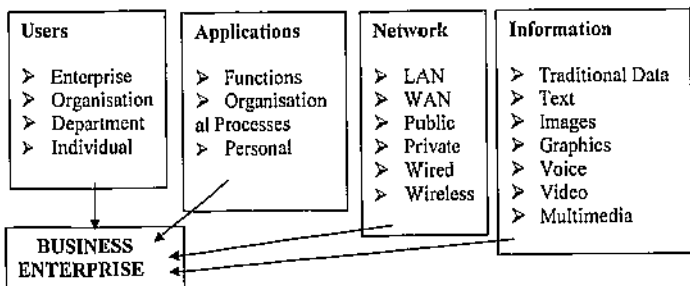 Users
➢ Enterprise
➢ Organisation
➢ Department
➢ Individual
Applications
➢ Functions
➢ Organisation
al Processes
➢ Personal
Network
➢ LAN
➢ WAN
➢ Public
➢ Private
➢ Wired
➢ Wireless
Information
➢ Traditional Data
➢ Text
➢ Images
➢ Graphics
➢ Voice
➢ Video
➢ Multimedia
BUSINESS
ENTERPRISE